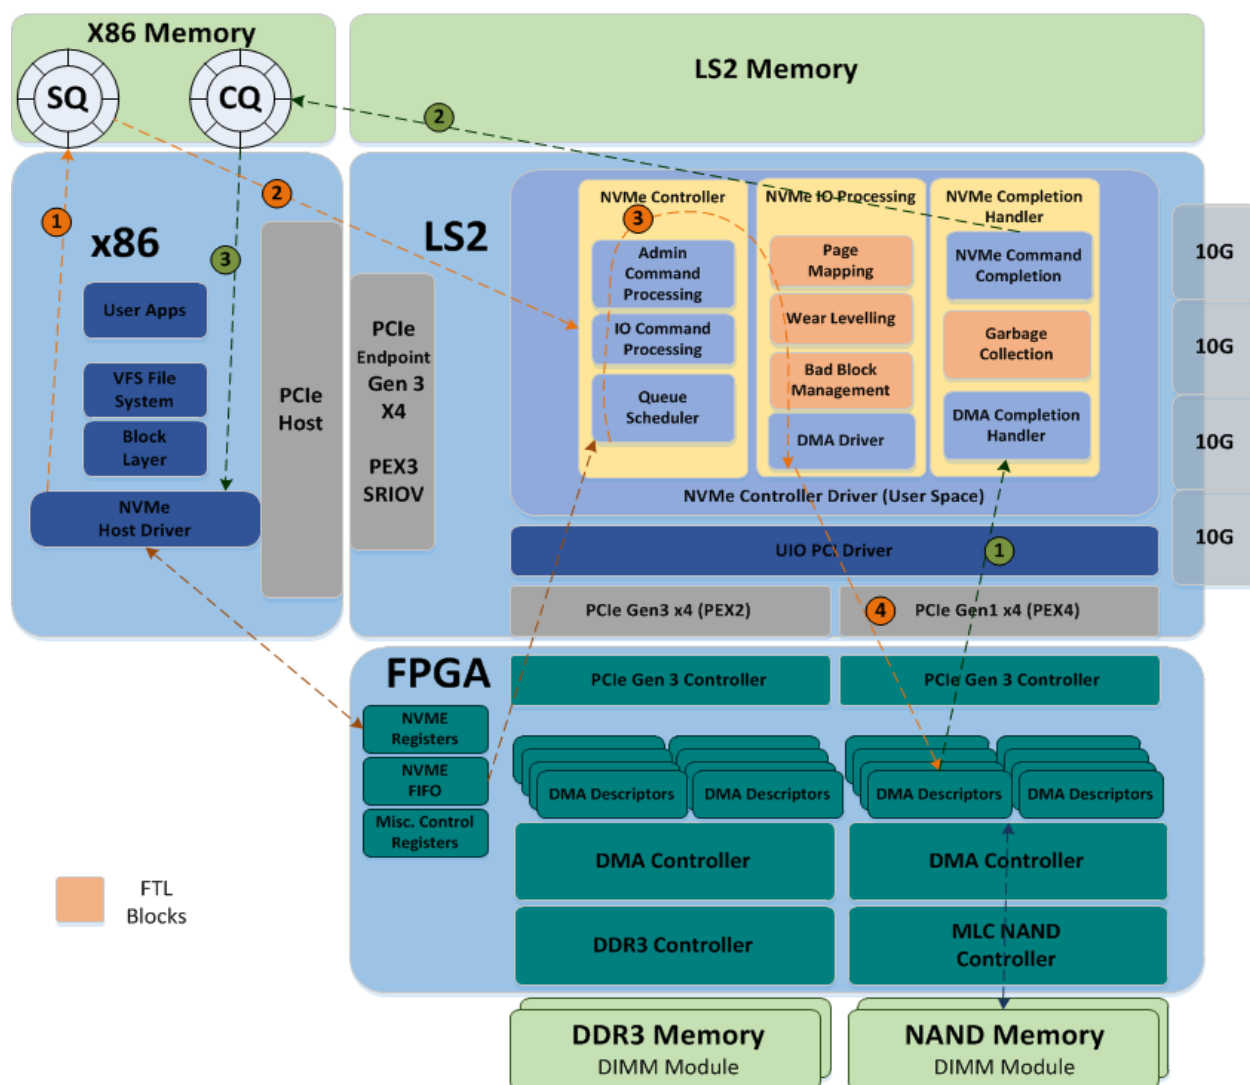 X86 Memory
SQ
CQ
LS2 Memory
2
1
2
3
x86
User Apps
VFS File
System
Block
Layer
NVMe
Host Driver
PCIe
Host
LS2
PCIe
Endpoint
Gen 3
X4
PEX3
SRIOV
NVMe Controller
3
Admin
Command
Processing
IO Command
Processing
Queue
Scheduler
NVMe IO Processing
Page
Mapping
Wear Levelling
Bad Block
Management
DMA Driver
NVMe Completion
Handler
NVMe Command
Completion
Garbage
Collection
DMA Completion
Handler
NVMe Controller Driver (User Space)
UIO PCI Driver
1
PCIe Gen3 x4 (PEX2)
4
PCIe Gen1 x4 (PEX4)
10G
10G
10G
10G
FPGA
NVME
Registers
NVME
FIFO
Misc. Control
Registers
PCIe Gen 3 Controller
PCIe Gen 3 Controller
DMA Descriptors
DMA Descriptors
DMA Descriptors
DMA Descriptors
DMA Controller
DMA Controller
DDR3 Controller
MLC NAND
Controller
FTL
Blocks
DDR3 Memory
DIMM Module
NAND Memory
DIMM Module